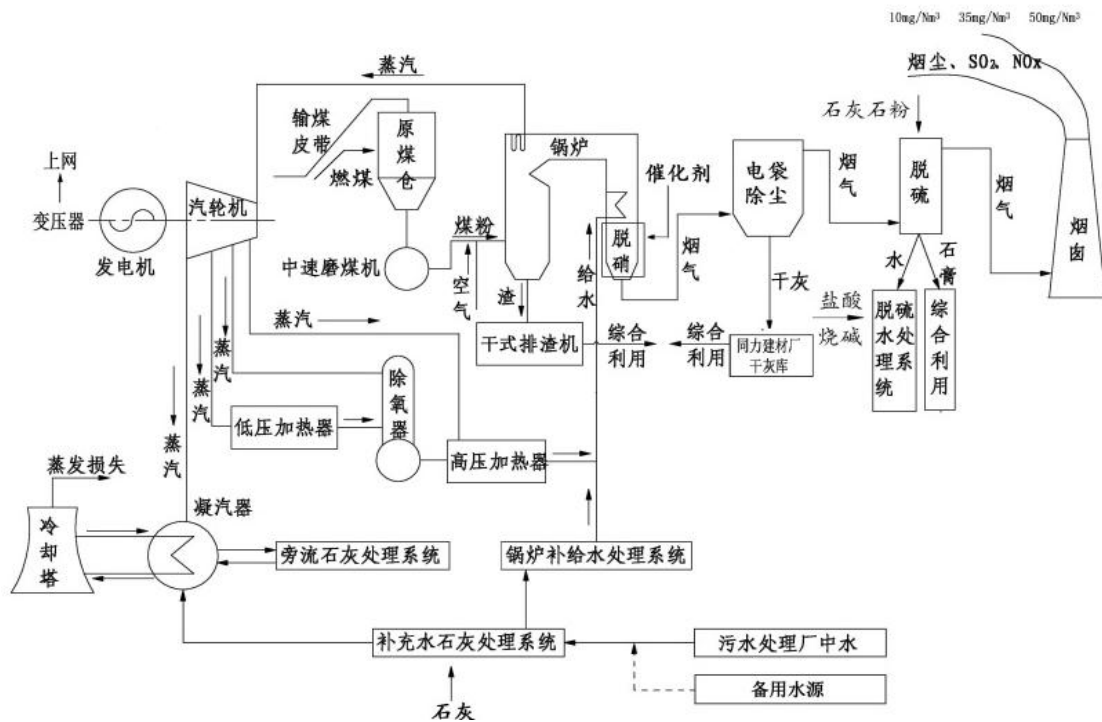 10mg/Nm³ 35mg/Nm³ 50mg/Nm³
烟尘、SO₂、NOx
蒸汽
石灰石粉
输煤
皮带
原煤仓
锅炉
催化剂
电袋
除尘
烟气
脱硫
烟气
上网
燃煤
变压器
汽轮机
煤粉
脱硝
烟气
烟囱
发电机
中速磨煤机
空气
渣
给水
干灰
水
石膏
盐酸
烧碱
脱硫水处理系统
综合利用
蒸汽
干式排渣机
综合
利用
综合
利用
同力建材厂
干灰库
蒸汽
蒸汽
除氧器
低压加热器
高压加热器
蒸汽
蒸发损失
凝汽器
冷却塔
旁流石灰处理系统
锅炉补给水处理系统
补充水石灰处理系统
污水处理厂中水
备用水源
石灰